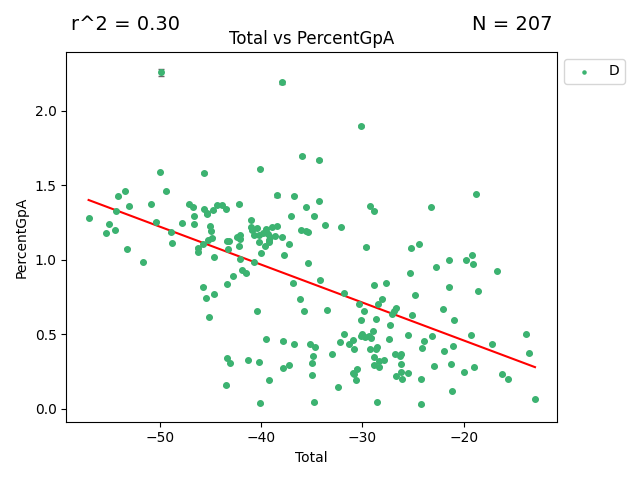 r^2 = 0.30 N = 207
Total vs PercentGpA
D
PercentGpA
2.0
1.5
1.0
0.5
0.0
−50 −40 −30 −20
Total